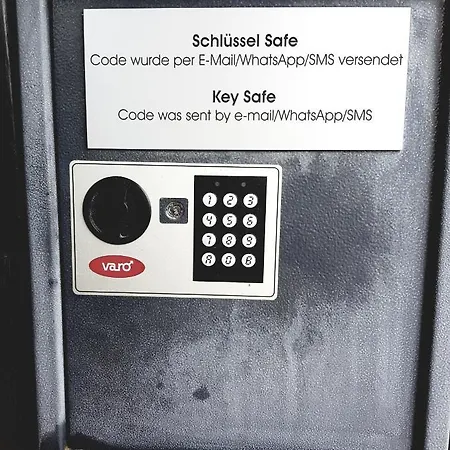 Schlüssel Safe
Code wurde per E-Mail/WhatsApp/SMS versendet
Key Safe
Code was sent by e-mail/WhatsApp/SMS
varo
1 2 3
4 5 6
7 8 9
A 0 B